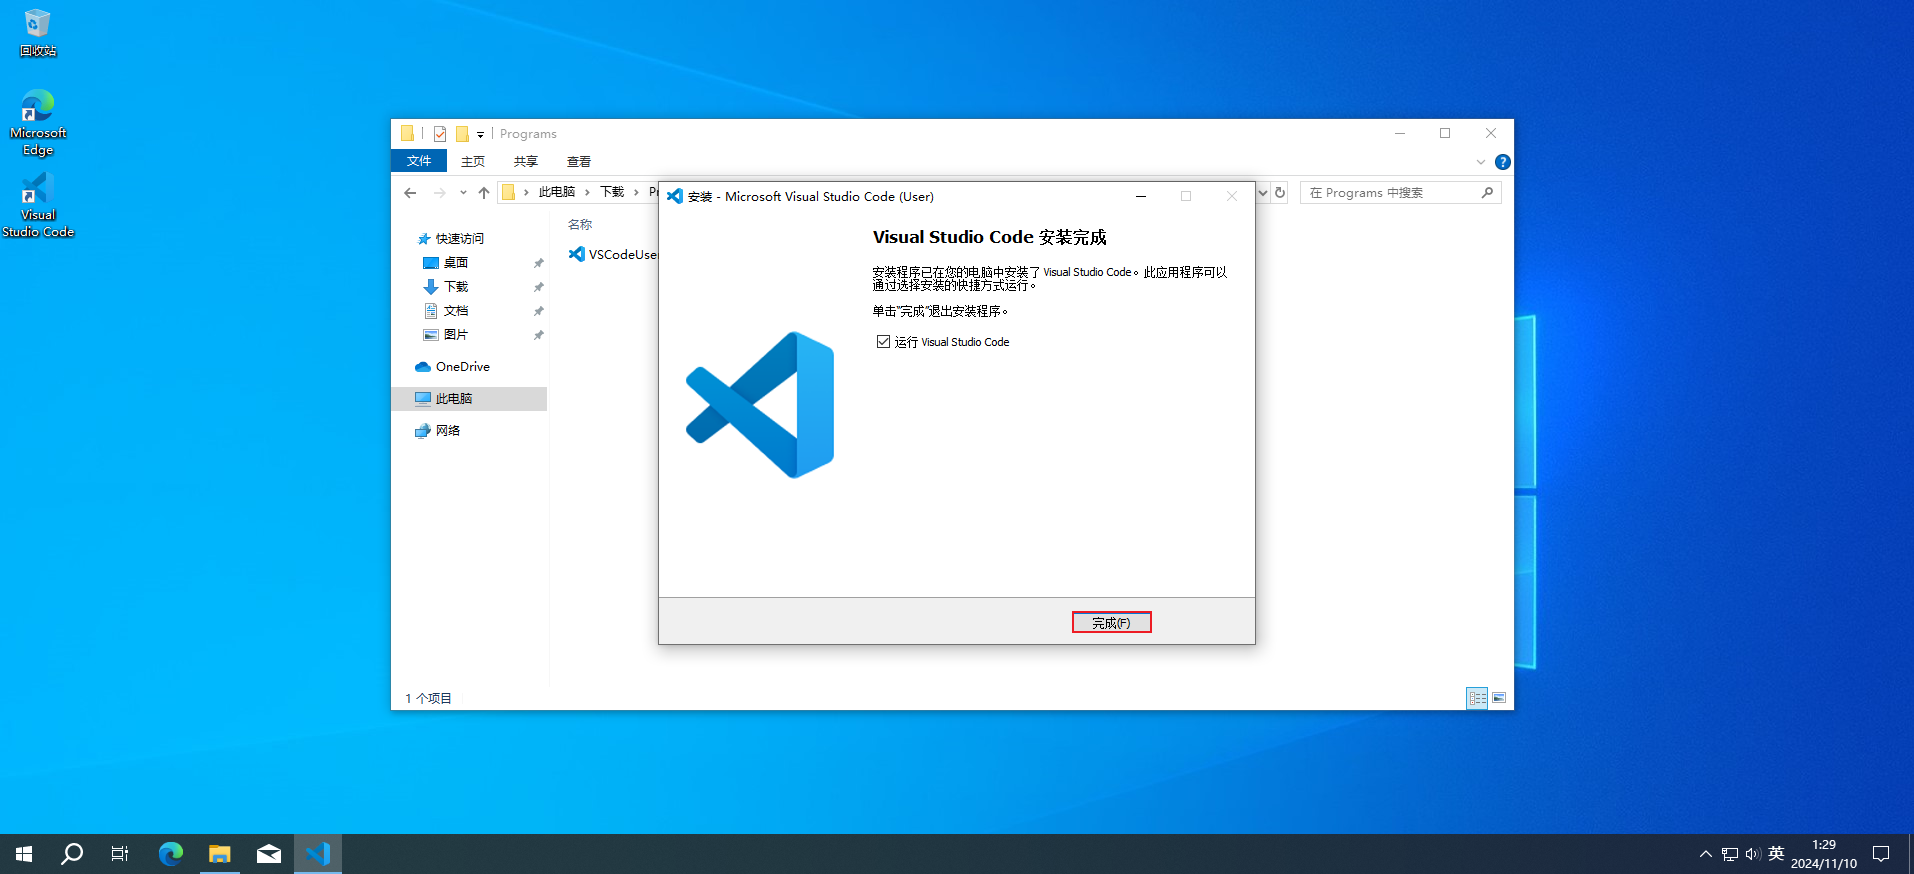 回收站
Microsoft
Edge
Visual
Studio Code
Programs
文件
主页
共享
查看
此电脑
下载
在 Programs 中搜索
名称
VSCodeUser
快速访问
桌面
下载
文档
图片
OneDrive
此电脑
网络
1 个项目
安装 - Microsoft Visual Studio Code (User)
Visual Studio Code 安装完成
安装程序已在您的电脑中安装了 Visual Studio Code。此应用程序可以
通过选择安装的快捷方式运行。
单击"完成"退出安装程序。
运行 Visual Studio Code
完成(F)
英
1:29
2024/11/10